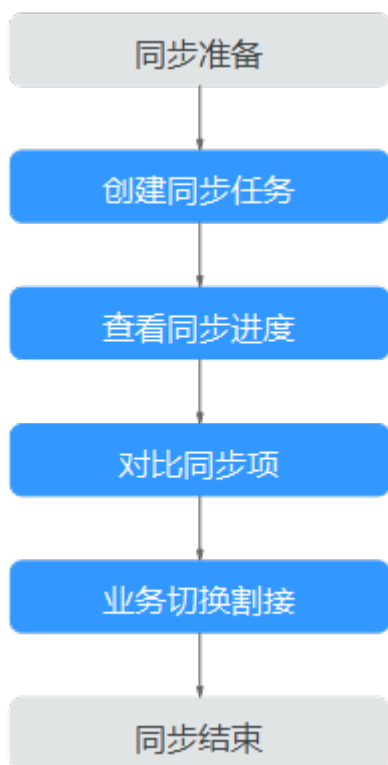 同步准备
创建同步任务
查看同步进度
对比同步项
业务切换割接
同步结束